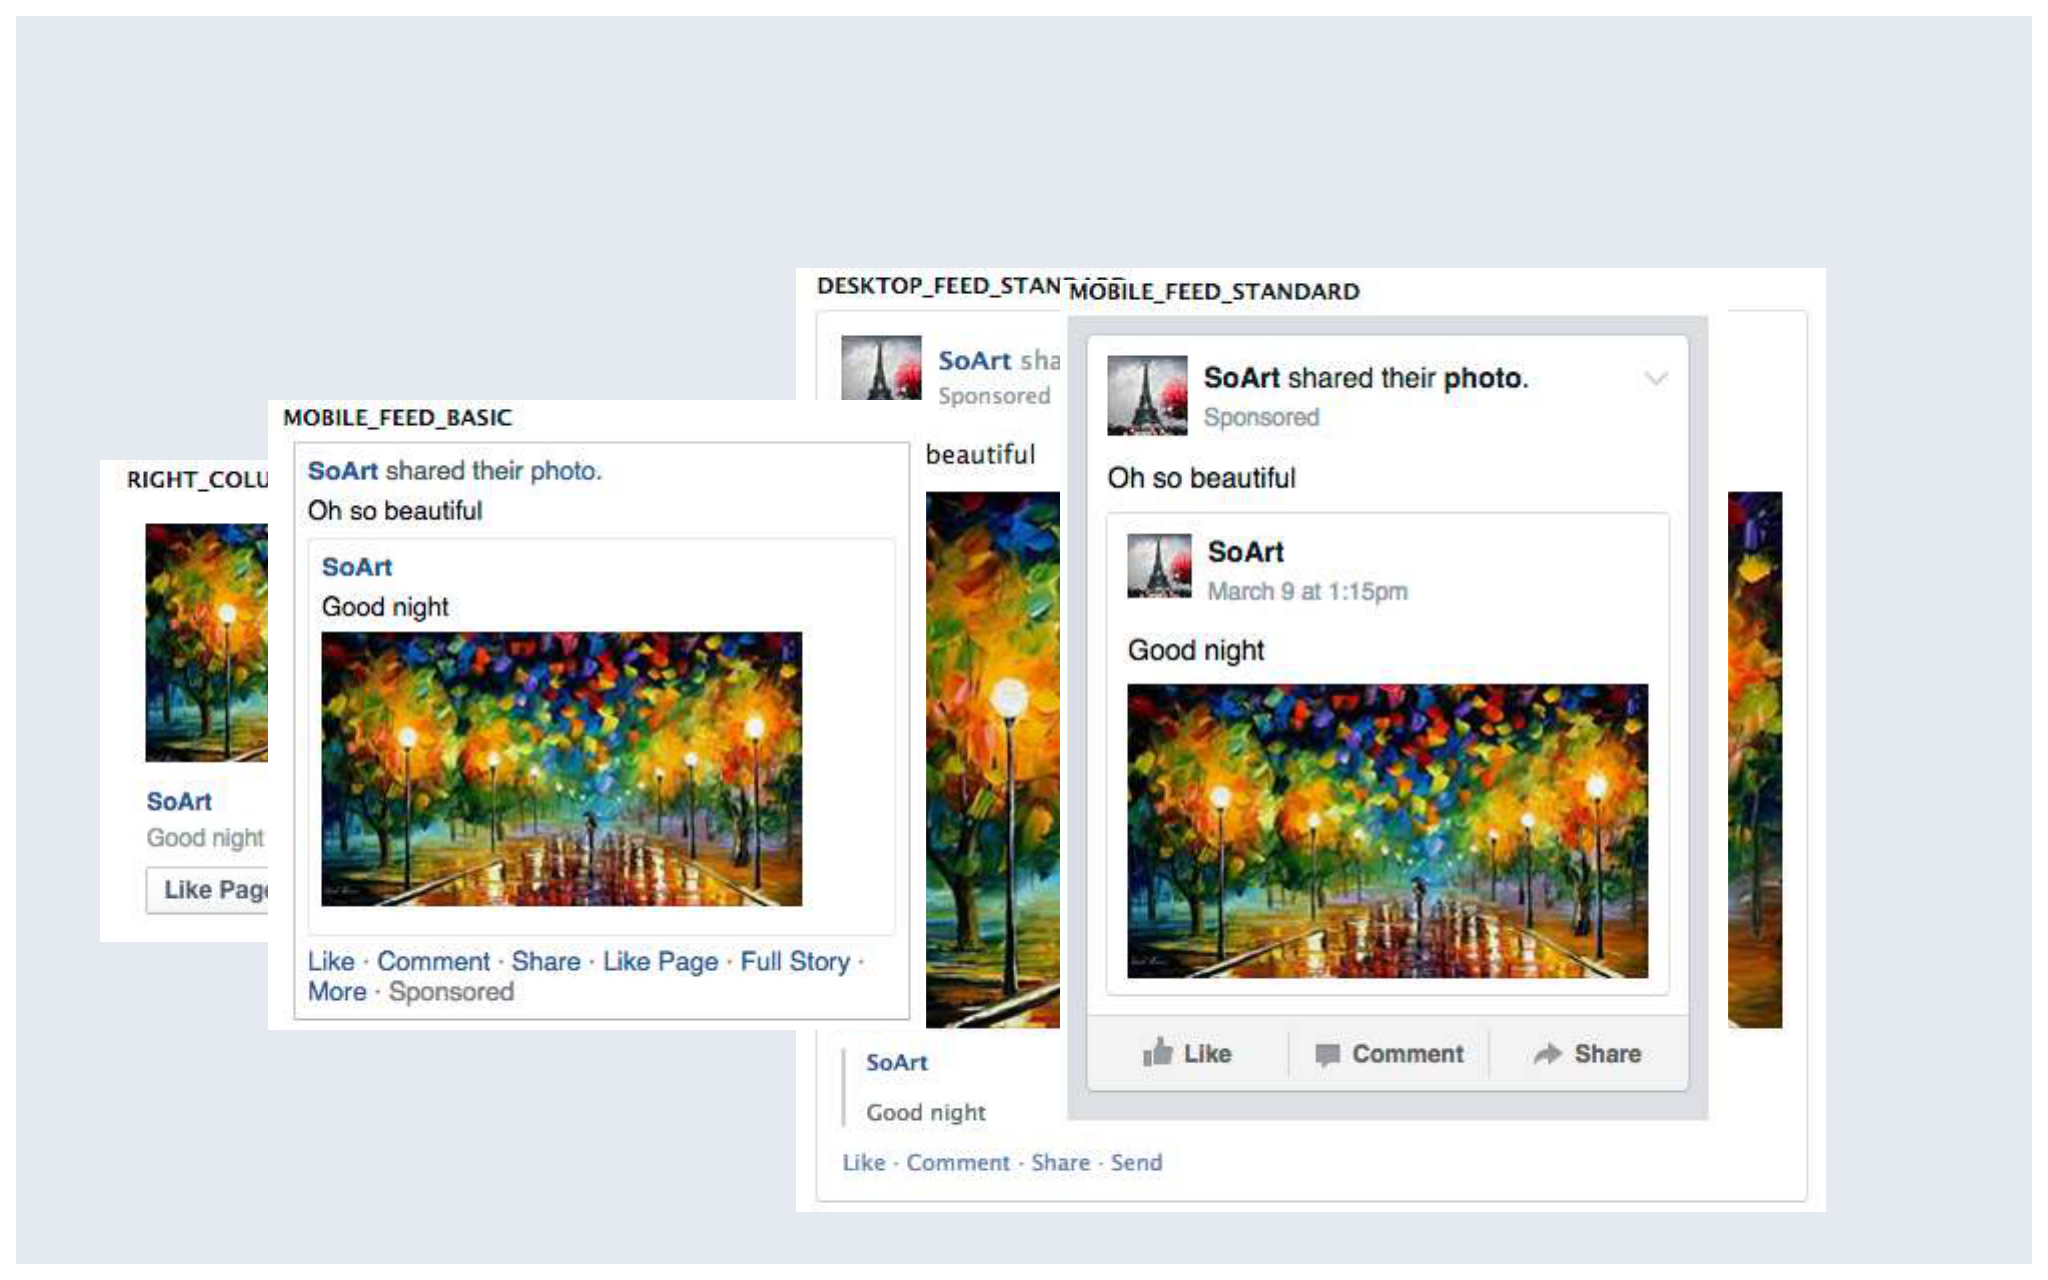 DESKTOP_FEED_STANDARD
MOBILE_FEED_STANDARD
SoArt sha
Sponsored
beautiful
SoArt shared their photo.
Sponsored
Oh so beautiful
SoArt
March 9 at 1:15pm
Good night
Like
Comment
Share
MOBILE_FEED_BASIC
SoArt shared their photo.
Oh so beautiful
SoArt
Good night
Like · Comment · Share · Like Page · Full Story ·
More · Sponsored
RIGHT_COLU
SoArt
Good night
Like Page
SoArt
Good night
Like · Comment · Share · Send